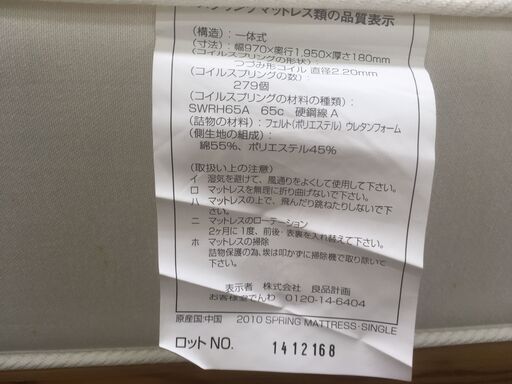 スプリングマットレス類の品質表示
(構造): 一体式
(寸法): 幅970×奥行1,950×厚さ180mm
(コイルスプリングの形状):
つづみ形コイル 直径2.20mm
(コイルスプリングの数):
279個
(コイルスプリングの材料の種類):
SWRH65A 65c 硬鋼線A
(詰物の材料): フェルト(ポリエステル) ウレタンフォーム
(側生地の組成):
綿55%、ポリエステル45%
(取扱い上の注意)
イ 湿気を避けて、風通りをよくして使用して下さい。
ロ マットレスを無理に折り曲げないで下さい。
ハ マットレスの上で、飛んだり跳ねたりしないで下さい。
ニ マットレスのローテーション
2ヶ月に1度、前後・表裏を入れ替えて下さい。
ホ マットレスの掃除
詰物保護の為、埃は叩かずに掃除機で取り除いて下さい。
表示者 株式会社 良品計画
お客様室でんわ 0120-14-6404
原産国:中国 2010 SPRING MATTRESS・SINGLE
ロットNO. 1412168